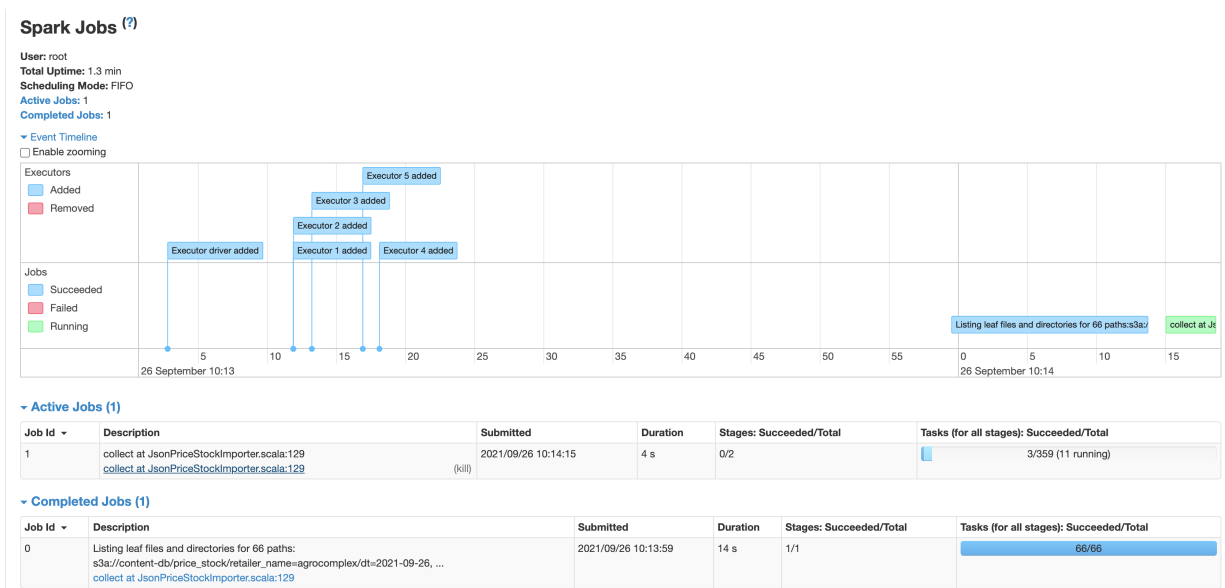 Spark Jobs (?)
User: root
Total Uptime: 1.3 min
Scheduling Mode: FIFO
Active Jobs: 1
Completed Jobs: 1
Event Timeline
Enable zooming
Executors
Added
Removed
Executor 5 added
Executor 3 added
Executor 2 added
Executor driver added
Executor 1 added
Executor 4 added
Jobs
Succeeded
Failed
Running
Listing leaf files and directories for 66 paths:s3a:/
collect at Js
5 10 15 20 25 30 35 40 45 50 55 0 5 10 15
26 September 10:13 26 September 10:14
Active Jobs (1)
Job Id Description Submitted Duration Stages: Succeeded/Total Tasks (for all stages): Succeeded/Total
1 collect at JsonPriceStockImporter.scala:129 2021/09/26 10:14:15 4 s 0/2 3/359 (11 running)
collect at JsonPriceStockImporter.scala:129 (kill)
Completed Jobs (1)
Job Id Description Submitted Duration Stages: Succeeded/Total Tasks (for all stages): Succeeded/Total
0 Listing leaf files and directories for 66 paths: 2021/09/26 10:13:59 14 s 1/1 66/66
s3a://content-db/price_stock/retailer_name=agrocomplex/dt=2021-09-26, ...
collect at JsonPriceStockImporter.scala:129